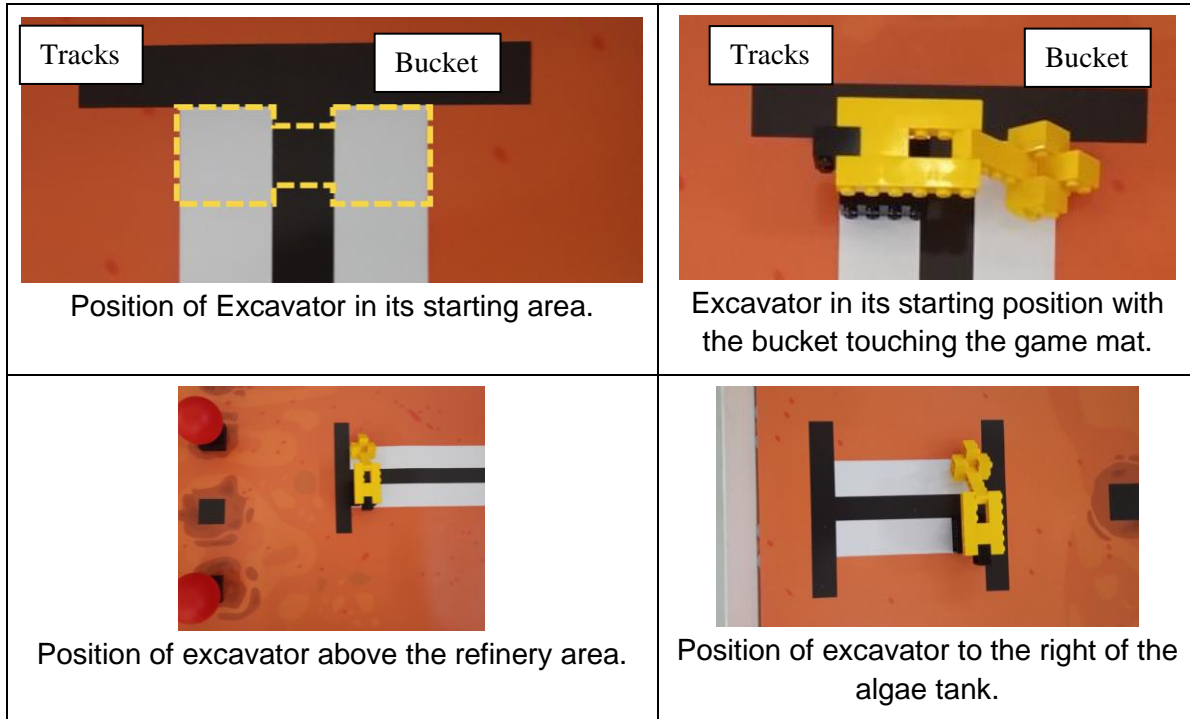 Tracks
Bucket
Position of Excavator in its starting area.
Tracks
Bucket
Excavator in its starting position with
the bucket touching the game mat.
Position of excavator above the refinery area.
Position of excavator to the right of the
algae tank.